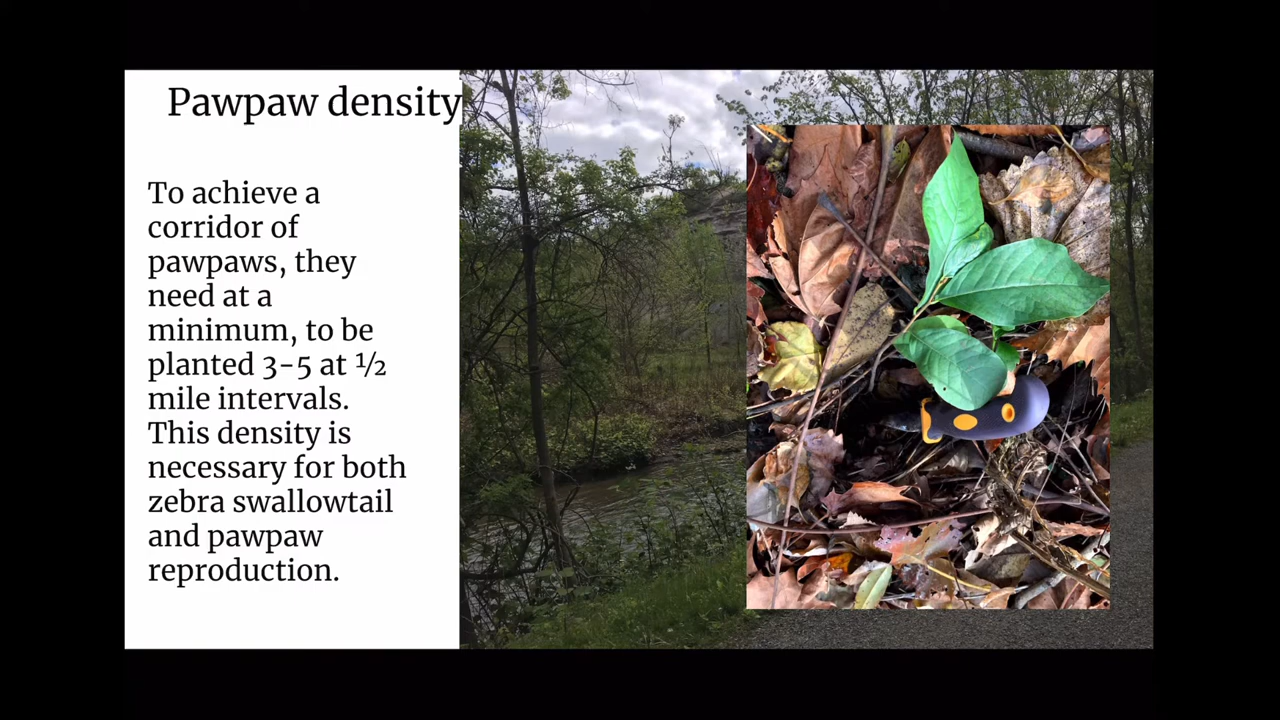 Pawpaw density
To achieve a
corridor of
pawpaws, they
need at a
minimum, to be
planted 3-5 at ½
mile intervals.
This density is
necessary for both
zebra swallowtail
and pawpaw
reproduction.